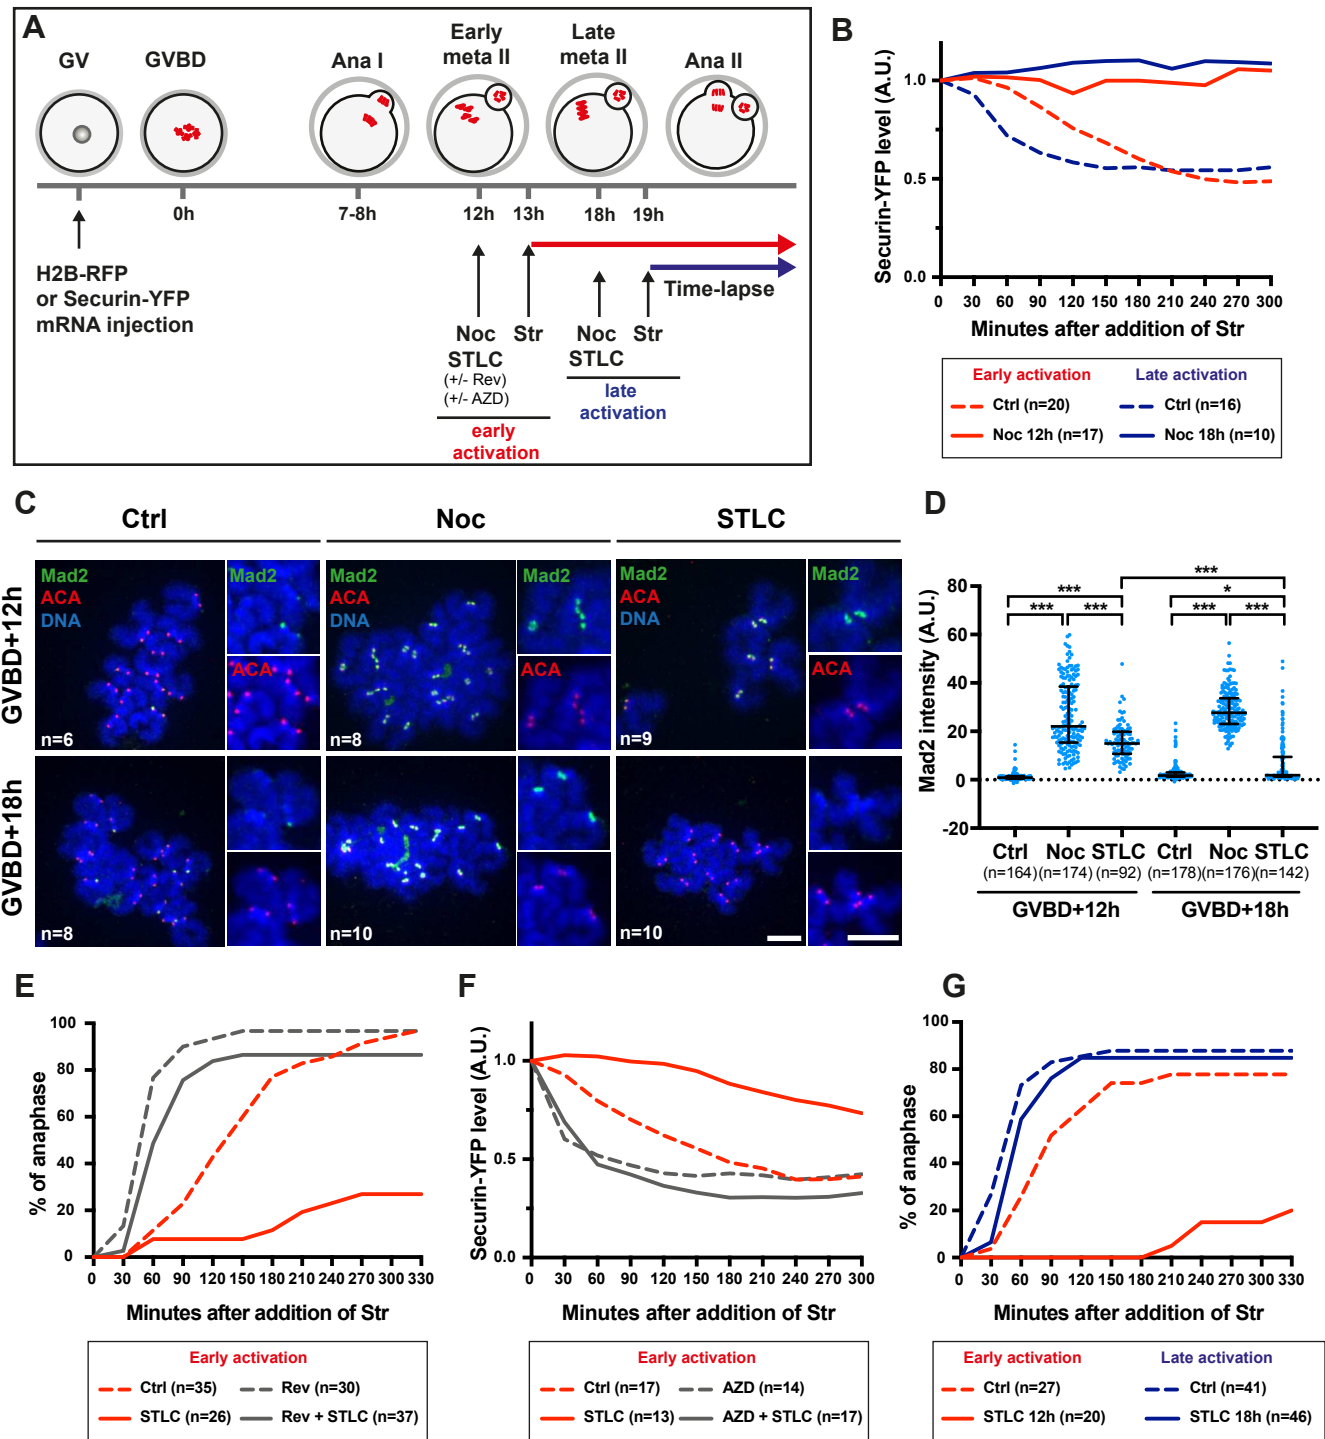 A
GV
GVBD
Ana I
Early
meta II
Late
meta II
Ana II
0h
7-8h
12h
13h
18h
19h
H2B-RFP
or Securin-YFP
mRNA injection
Time-lapse
Noc
STLC
(+/- Rev)
(+/- AZD)
Str
Noc
STLC
Str
early
activation
late
activation
B
Securin-YFP level (A.U.)
1.0
0.5
0.0
0 30 60 90 120 150 180 210 240 270 300
Minutes after addition of Str
Early activation
Late activation
Ctrl (n=20)
Ctrl (n=16)
Noc 12h (n=17)
Noc 18h (n=10)
C
Ctrl
Noc
STLC
GVBD+12h
Mad2
ACA
DNA
n=6
Mad2
ACA
Mad2
ACA
DNA
n=8
Mad2
ACA
Mad2
ACA
DNA
n=9
Mad2
ACA
GVBD+18h
n=8
n=10
n=10
D
Mad2 intensity (A.U.)
80
60
40
20
0
-20
***
***
***
***
*
***
***
Ctrl Noc STLC Ctrl Noc STLC
(n=164) (n=174) (n=92) (n=178) (n=176) (n=142)
GVBD+12h
GVBD+18h
E
% of anaphase
100
80
60
40
20
0
0 30 60 90 120 150 180 210 240 270 300 330
Minutes after addition of Str
Early activation
Ctrl (n=35)
Rev (n=30)
STLC (n=26)
Rev + STLC (n=37)
F
Securin-YFP level (A.U.)
1.0
0.5
0.0
0 30 60 90 120 150 180 210 240 270 300
Minutes after addition of Str
Early activation
Ctrl (n=17)
AZD (n=14)
STLC (n=13)
AZD + STLC (n=17)
G
% of anaphase
100
80
60
40
20
0
0 30 60 90 120 150 180 210 240 270 300 330
Minutes after addition of Str
Early activation
Late activation
Ctrl (n=27)
Ctrl (n=41)
STLC 12h (n=20)
STLC 18h (n=46)